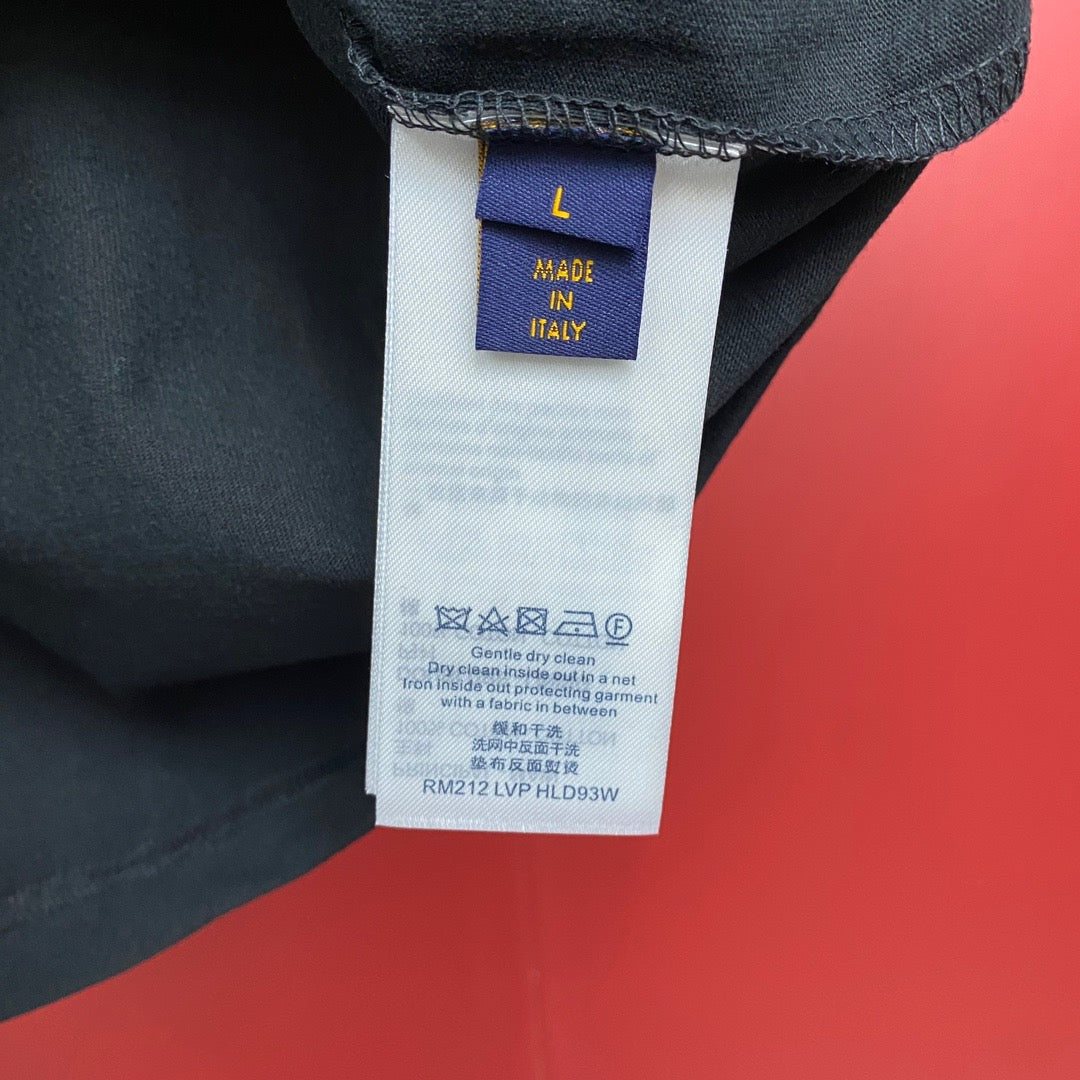 L
MADE
IN
ITALY
Gentle dry clean
Dry clean inside out in a net
Iron inside out protecting garment
with a fabric in between
缓和干洗
洗网中反面干洗
垫布反面熨烫
RM212 LVP HLD93W